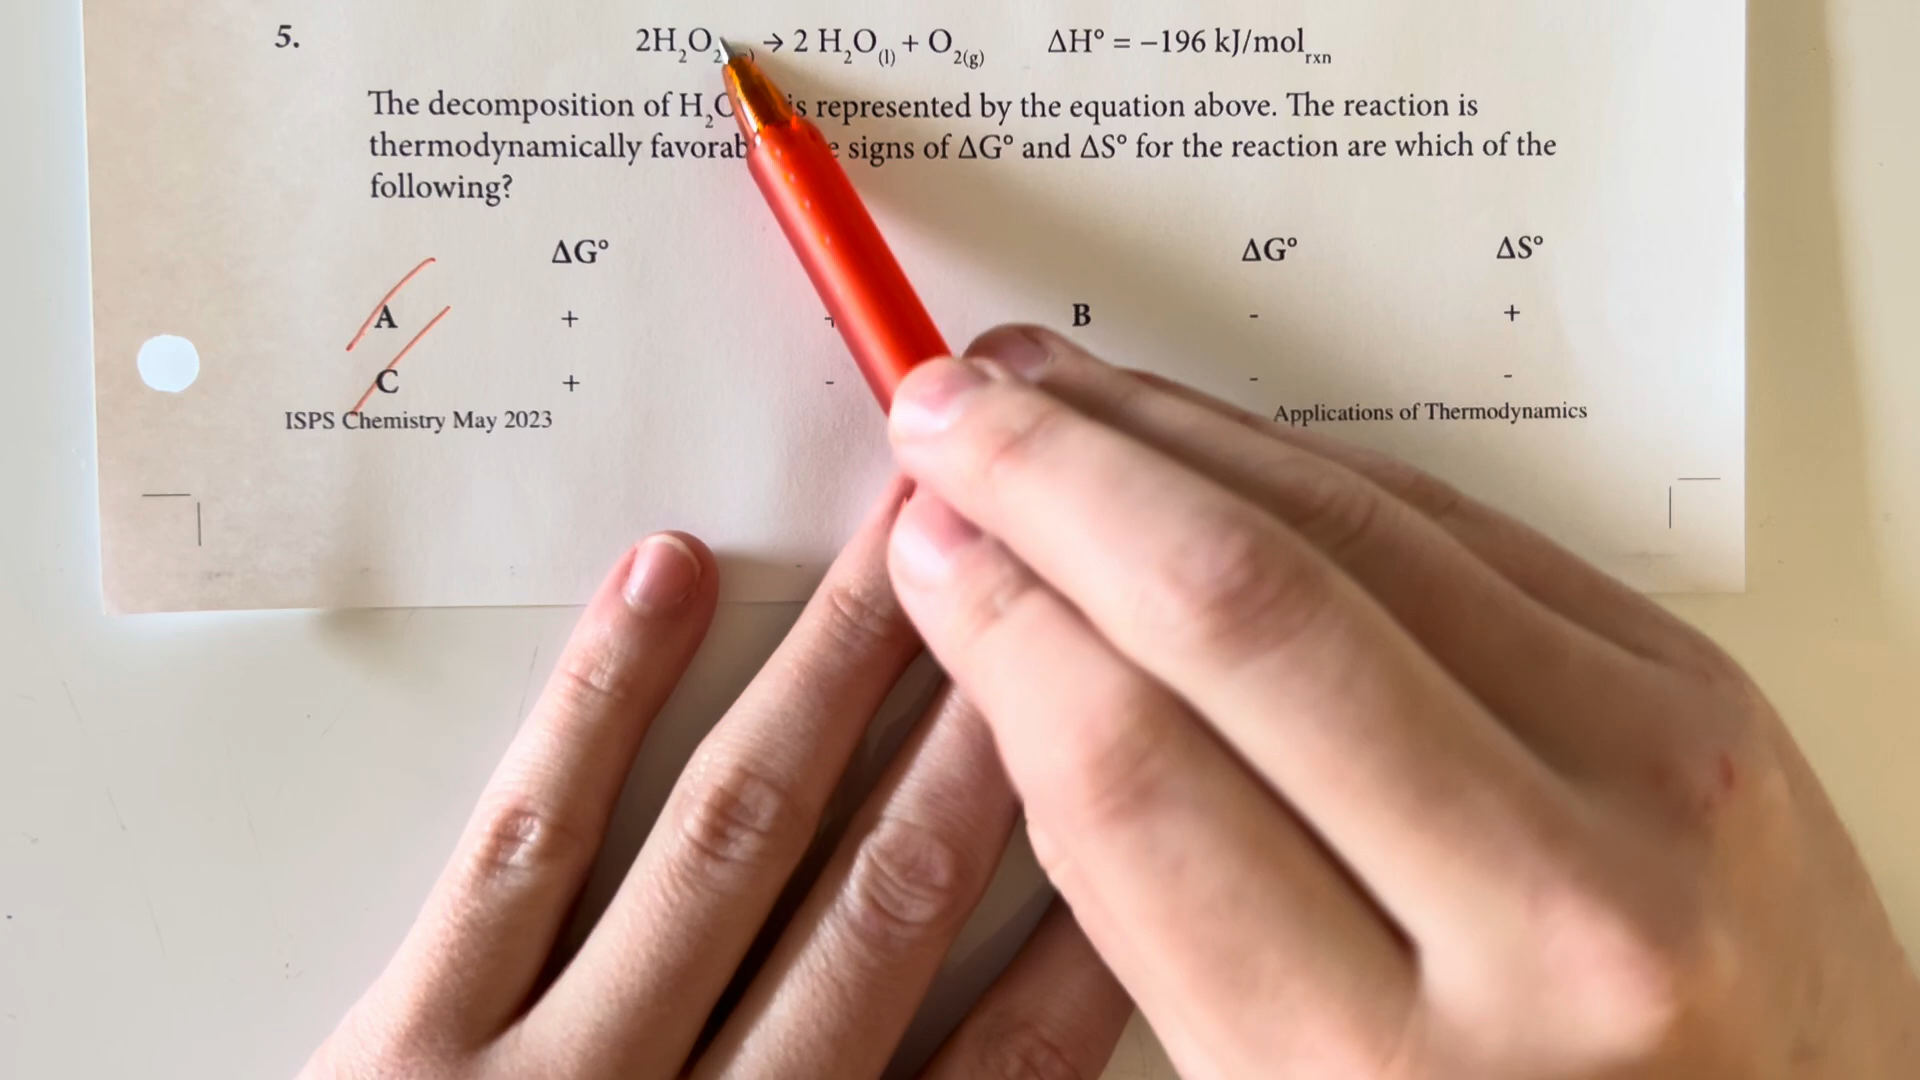 5. 2H₂O₂ → 2 H₂O(l) + O₂(g) ΔH° = −196 kJ/molrxn
The decomposition of H₂O is represented by the equation above. The reaction is
thermodynamically signs of ΔG° and ΔS° for the reaction are which of the
following?
ΔG° ΔG° ΔS°
A + B - +
C + - - -
ISPS Chemistry May 2023 Applications of Thermodynamics